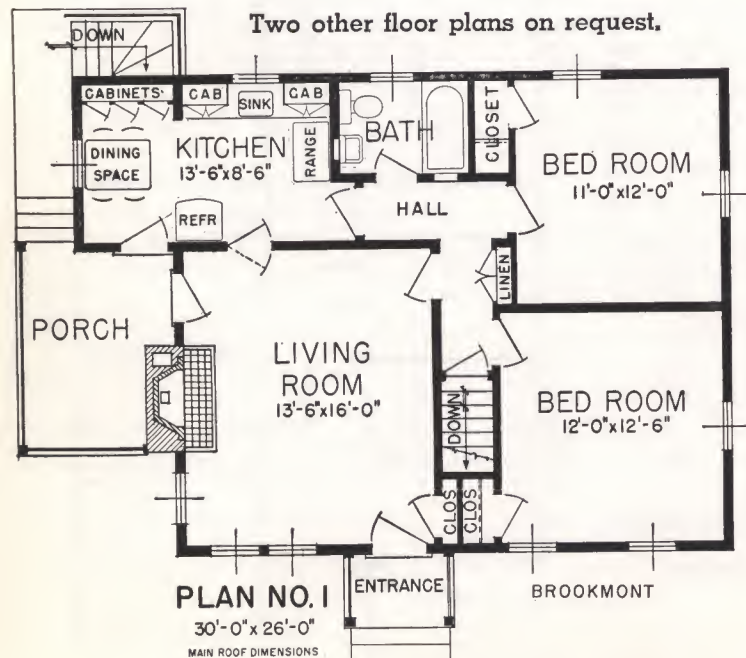 Two other floor plans on request.
DOWN
CABINETS
CAB
SINK
CAB
DINING
SPACE
KITCHEN
13'-6"x8'-6"
RANGE
REFR
BATH
CLOSET
BED ROOM
11'-0"x12'-0"
HALL
LINEN
PORCH
LIVING
ROOM
13'-6"x16'-0"
DOWN
BED ROOM
12'-0"x12'-6"
CLOS
CLOS
ENTRANCE
BROOKMONT
PLAN NO. 1
30'-0" x 26'-0"
MAIN ROOF DIMENSIONS